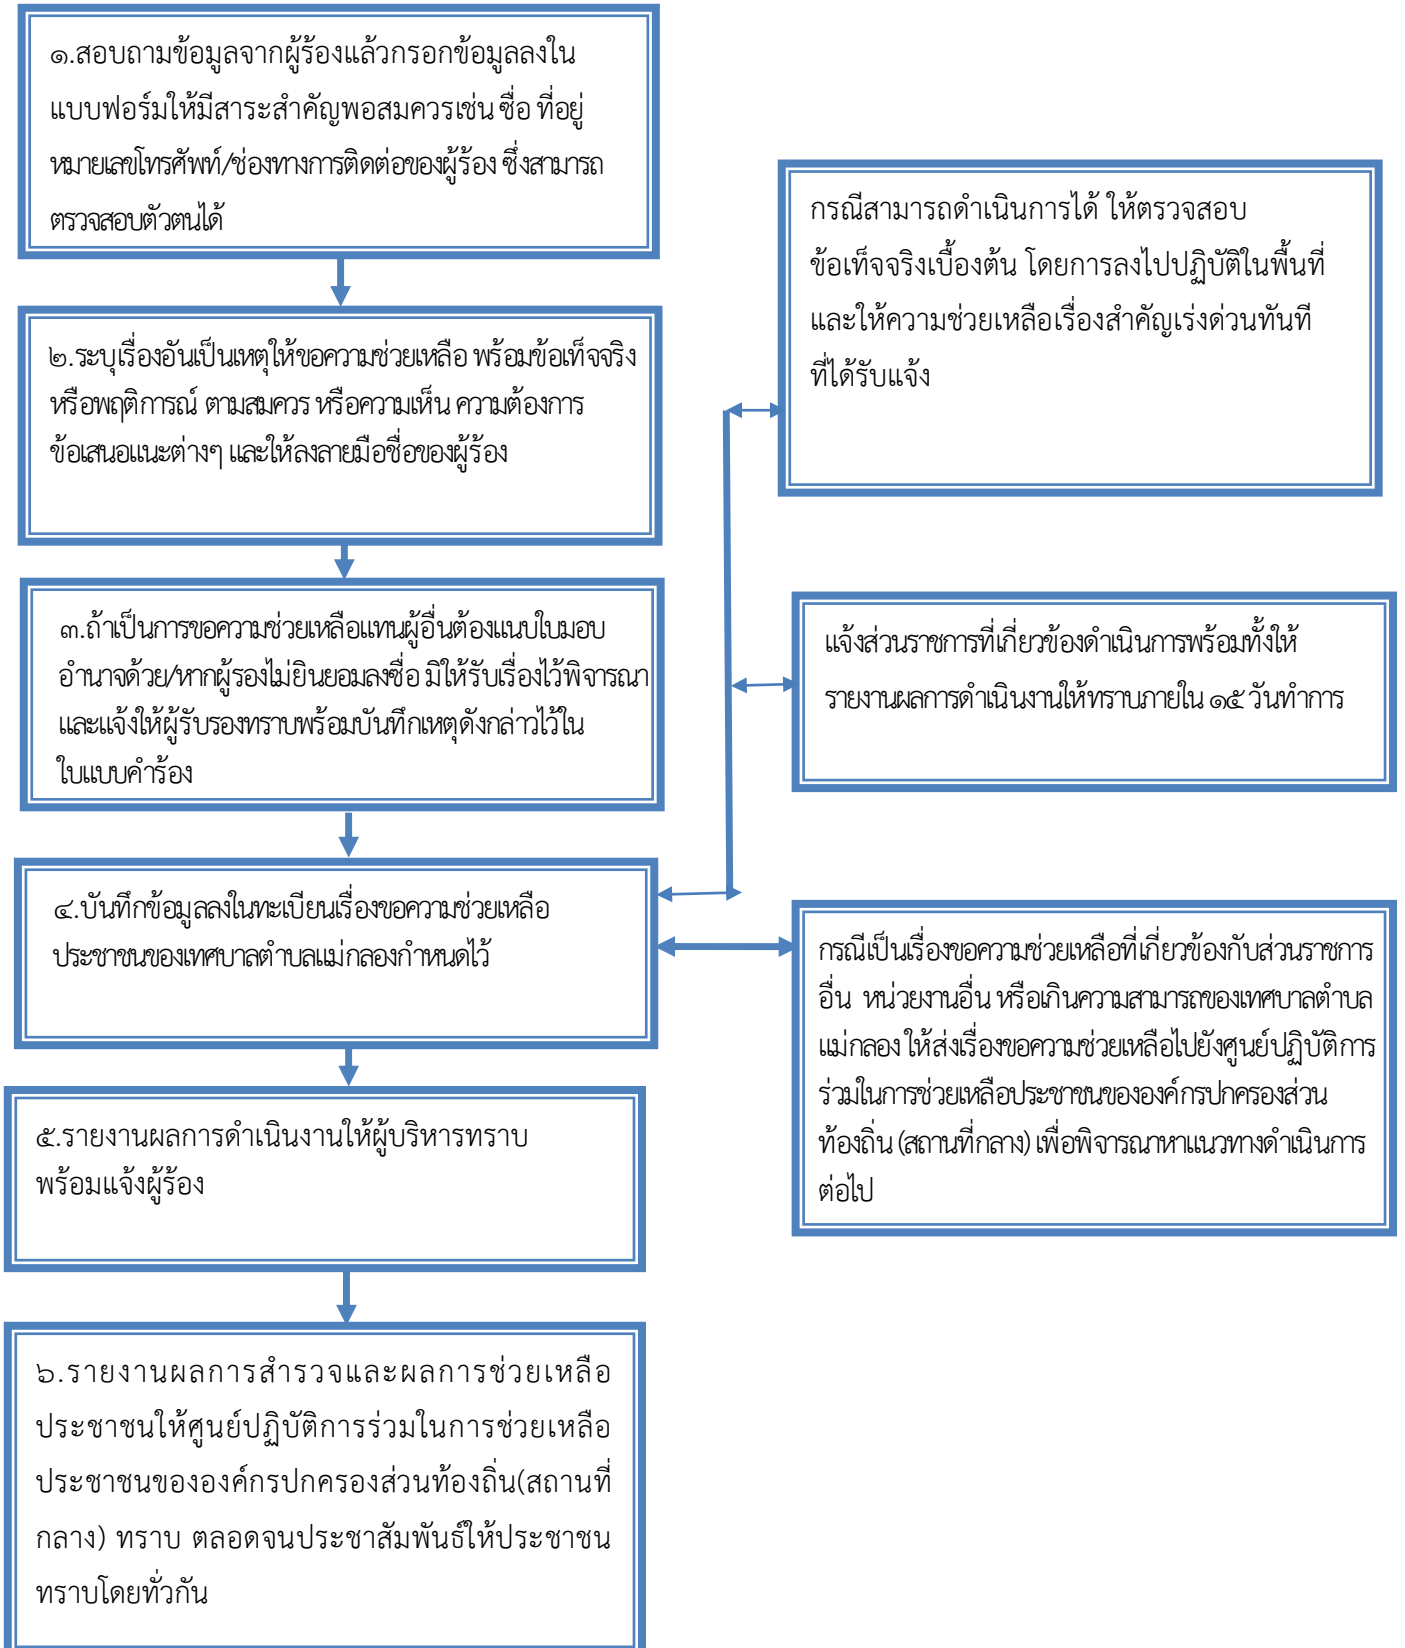 ๑.สอบถามข้อมูลจากผู้ร้องแล้วกรอกข้อมูลลงใน
แบบฟอร์มให้มีสาระสำคัญพอสมควรเช่น ชื่อ ที่อยู่
หมายเลขโทรศัพท์/ช่องทางการติดต่อของผู้ร้อง ซึ่งสามารถ
ตรวจสอบตัวตนได้
๒.ระบุเรื่องอันเป็นเหตุให้ขอความช่วยเหลือ พร้อมข้อเท็จจริง
หรือพฤติการณ์ ตามสมควร หรือความเห็น ความต้องการ
ข้อเสนอแนะต่างๆ และให้ลงลายมือชื่อของผู้ร้อง
๓.ถ้าเป็นการขอความช่วยเหลือแทนผู้อื่นต้องแนบใบมอบ
อำนาจด้วย/หากผู้รองไม่ยินยอมลงชื่อ มิให้รับเรื่องไว้พิจารณา
และแจ้งให้ผู้รับรองทราบพร้อมบันทึกเหตุดังกล่าวไว้ใน
ใบแบบคำร้อง
๔.บันทึกข้อมูลลงในทะเบียนเรื่องขอความช่วยเหลือ
ประชาชนของเทศบาลตำบลแม่กลองกำหนดไว้
๕.รายงานผลการดำเนินงานให้ผู้บริหารทราบ
พร้อมแจ้งผู้ร้อง
๖.รายงานผลการสำรวจและผลการช่วยเหลือ
ประชาชนให้ศูนย์ปฏิบัติการร่วมในการช่วยเหลือ
ประชาชนขององค์กรปกครองส่วนท้องถิ่น(สถานที่
กลาง) ทราบ ตลอดจนประชาสัมพันธ์ให้ประชาชน
ทราบโดยทั่วกัน
กรณีสามารถดำเนินการได้ ให้ตรวจสอบ
ข้อเท็จจริงเบื้องต้น โดยการลงไปปฏิบัติในพื้นที่
และให้ความช่วยเหลือเรื่องสำคัญเร่งด่วนทันที
ที่ได้รับแจ้ง
แจ้งส่วนราชการที่เกี่ยวข้องดำเนินการพร้อมทั้งให้
รายงานผลการดำเนินงานให้ทราบภายใน ๑๕ วันทำการ
กรณีเป็นเรื่องขอความช่วยเหลือที่เกี่ยวข้องกับส่วนราชการ
อื่น หน่วยงานอื่น หรือเกินความสามารถของเทศบาลตำบล
แม่กลอง ให้ส่งเรื่องขอความช่วยเหลือไปยังศูนย์ปฏิบัติการ
ร่วมในการช่วยเหลือประชาชนขององค์กรปกครองส่วน
ท้องถิ่น (สถานที่กลาง) เพื่อพิจารณาหาแนวทางดำเนินการ
ต่อไป